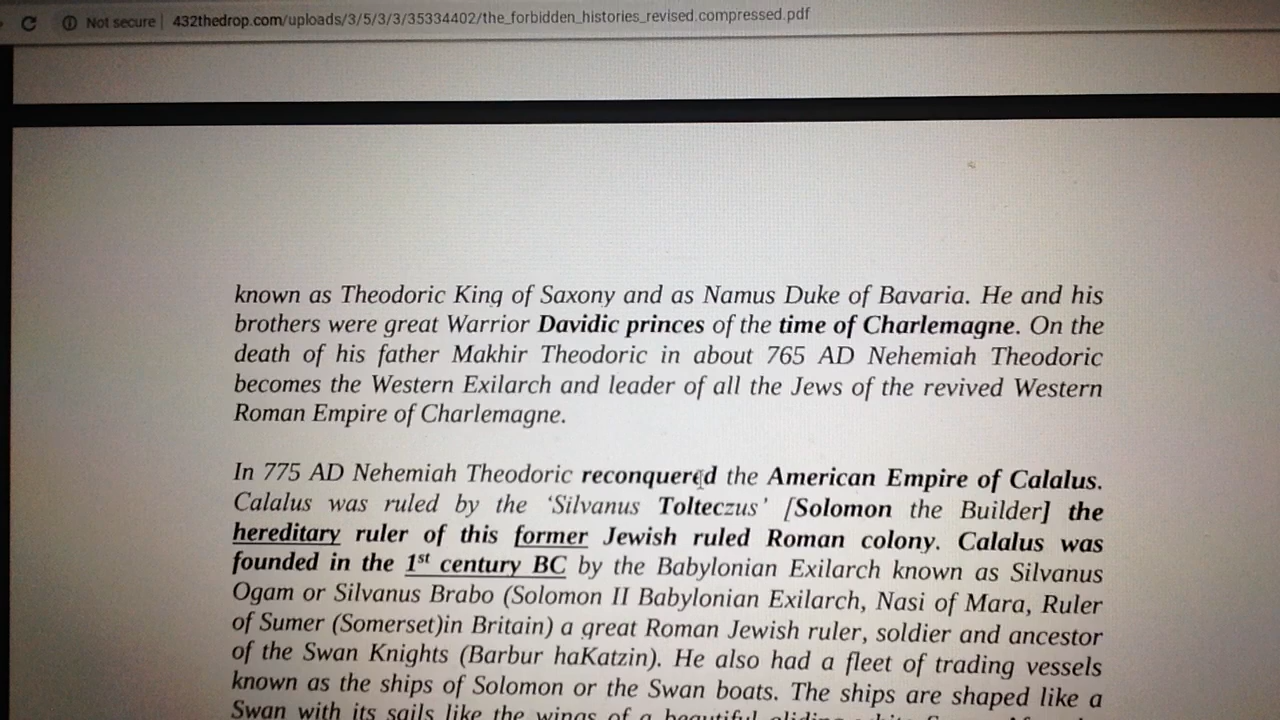 Not secure | 432thedrop.com/uploads/3/5/3/3/35334402/the_forbidden_histories_revised.compressed.pdf
known as Theodoric King of Saxony and as Namus Duke of Bavaria. He and his
brothers were great Warrior Davidic princes of the time of Charlemagne. On the
death of his father Makhir Theodoric in about 765 AD Nehemiah Theodoric
becomes the Western Exilarch and leader of all the Jews of the revived Western
Roman Empire of Charlemagne.
In 775 AD Nehemiah Theodoric reconquered the American Empire of Calalus.
Calalus was ruled by the ‘Silvanus Tolteczus’ [Solomon the Builder] the
hereditary ruler of this former Jewish ruled Roman colony. Calalus was
founded in the 1st century BC by the Babylonian Exilarch known as Silvanus
Ogam or Silvanus Brabo (Solomon II Babylonian Exilarch, Nasi of Mara, Ruler
of Sumer (Somerset)in Britain) a great Roman Jewish ruler, soldier and ancestor
of the Swan Knights (Barbur haKatzin). He also had a fleet of trading vessels
known as the ships of Solomon or the Swan boats. The ships are shaped like a
Swan with its sails like the wings of a beautiful gliding